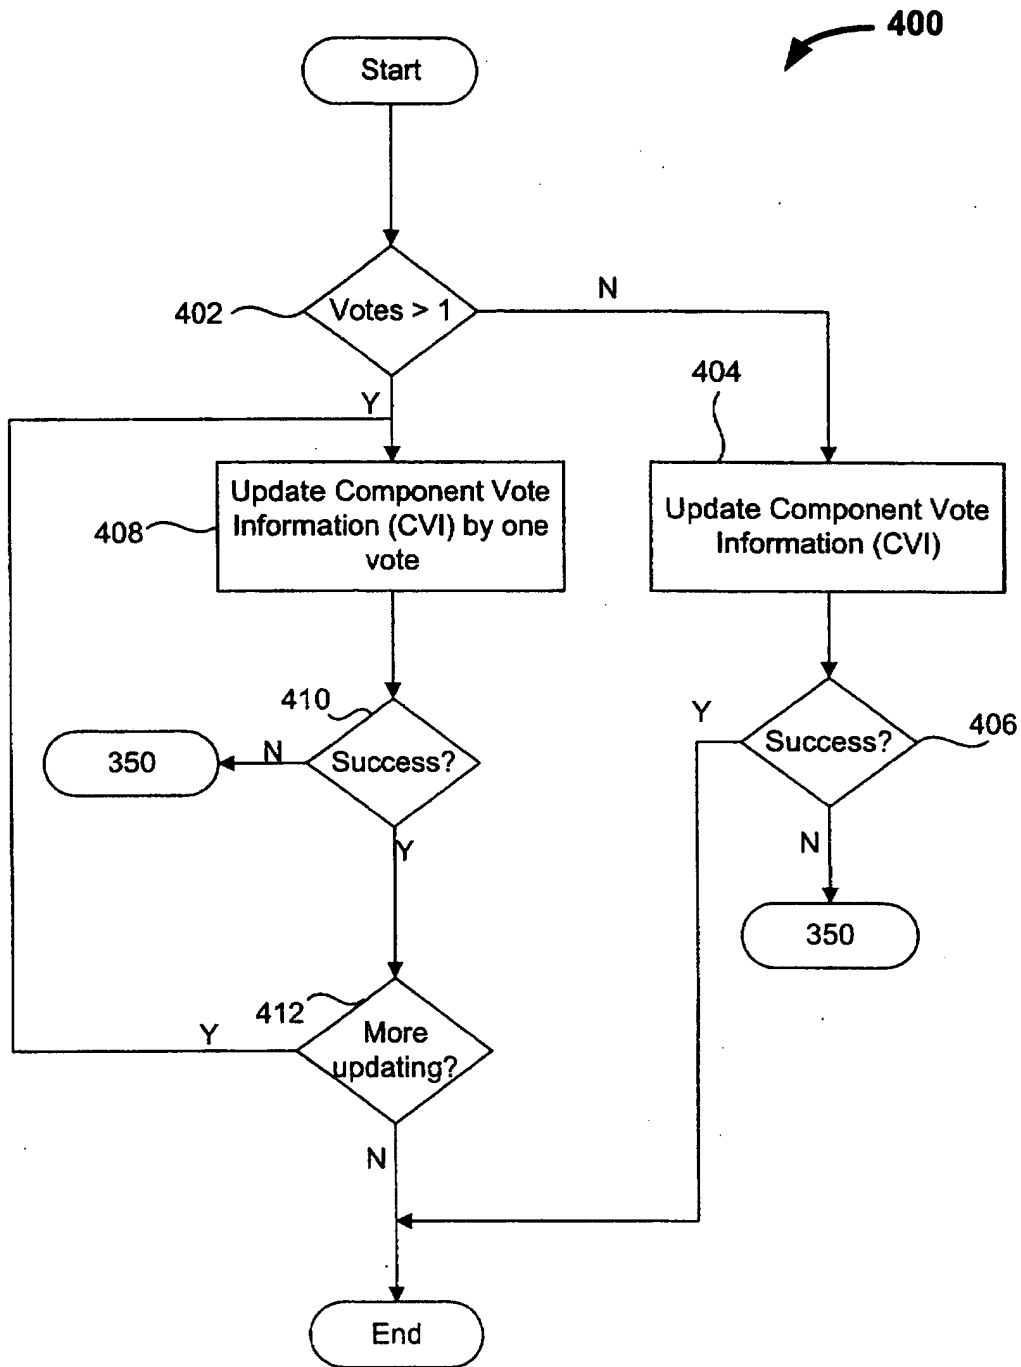 400
Start
402
Votes > 1
N
Y
404
408
Update Component Vote
Information (CVI) by one
vote
Update Component Vote
Information (CVI)
410
Success?
N
350
Y
Y
Success?
406
N
350
412
More
updating?
Y
N
End